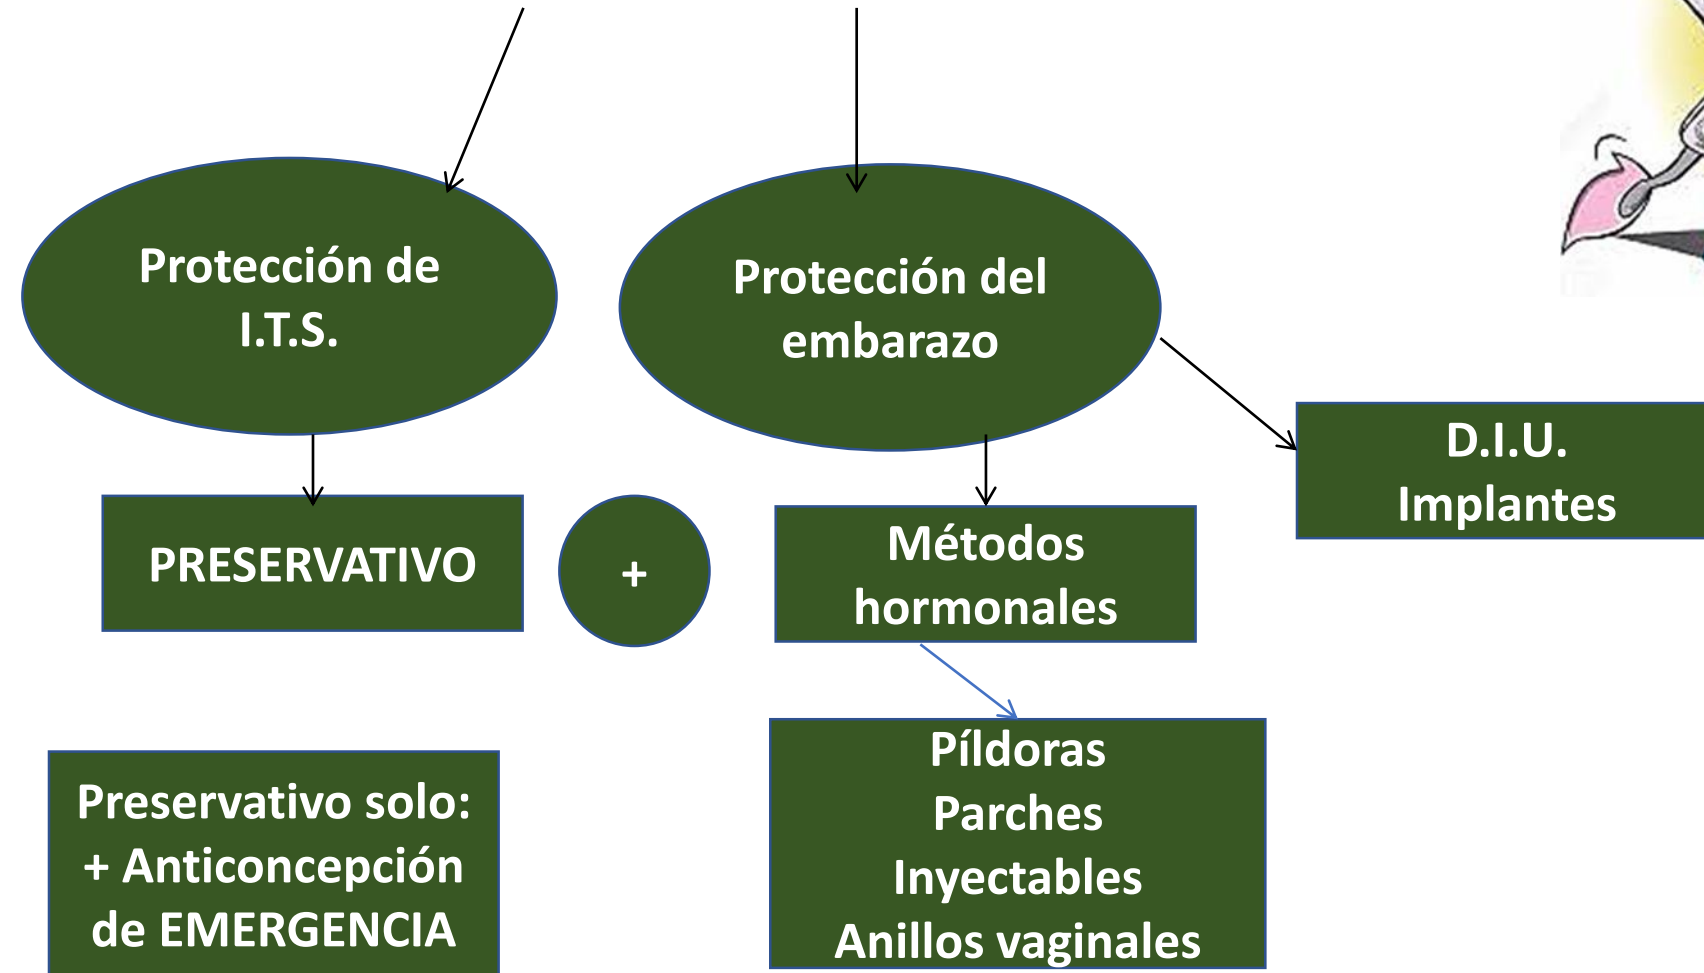 Protección de
I.T.S.
Protección del
embarazo
D.I.U.
Implantes
PRESERVATIVO
+
Métodos
hormonales
Preservativo solo:
+ Anticoncepción
de EMERGENCIA
Píldoras
Parches
Inyectables
Anillos vaginales